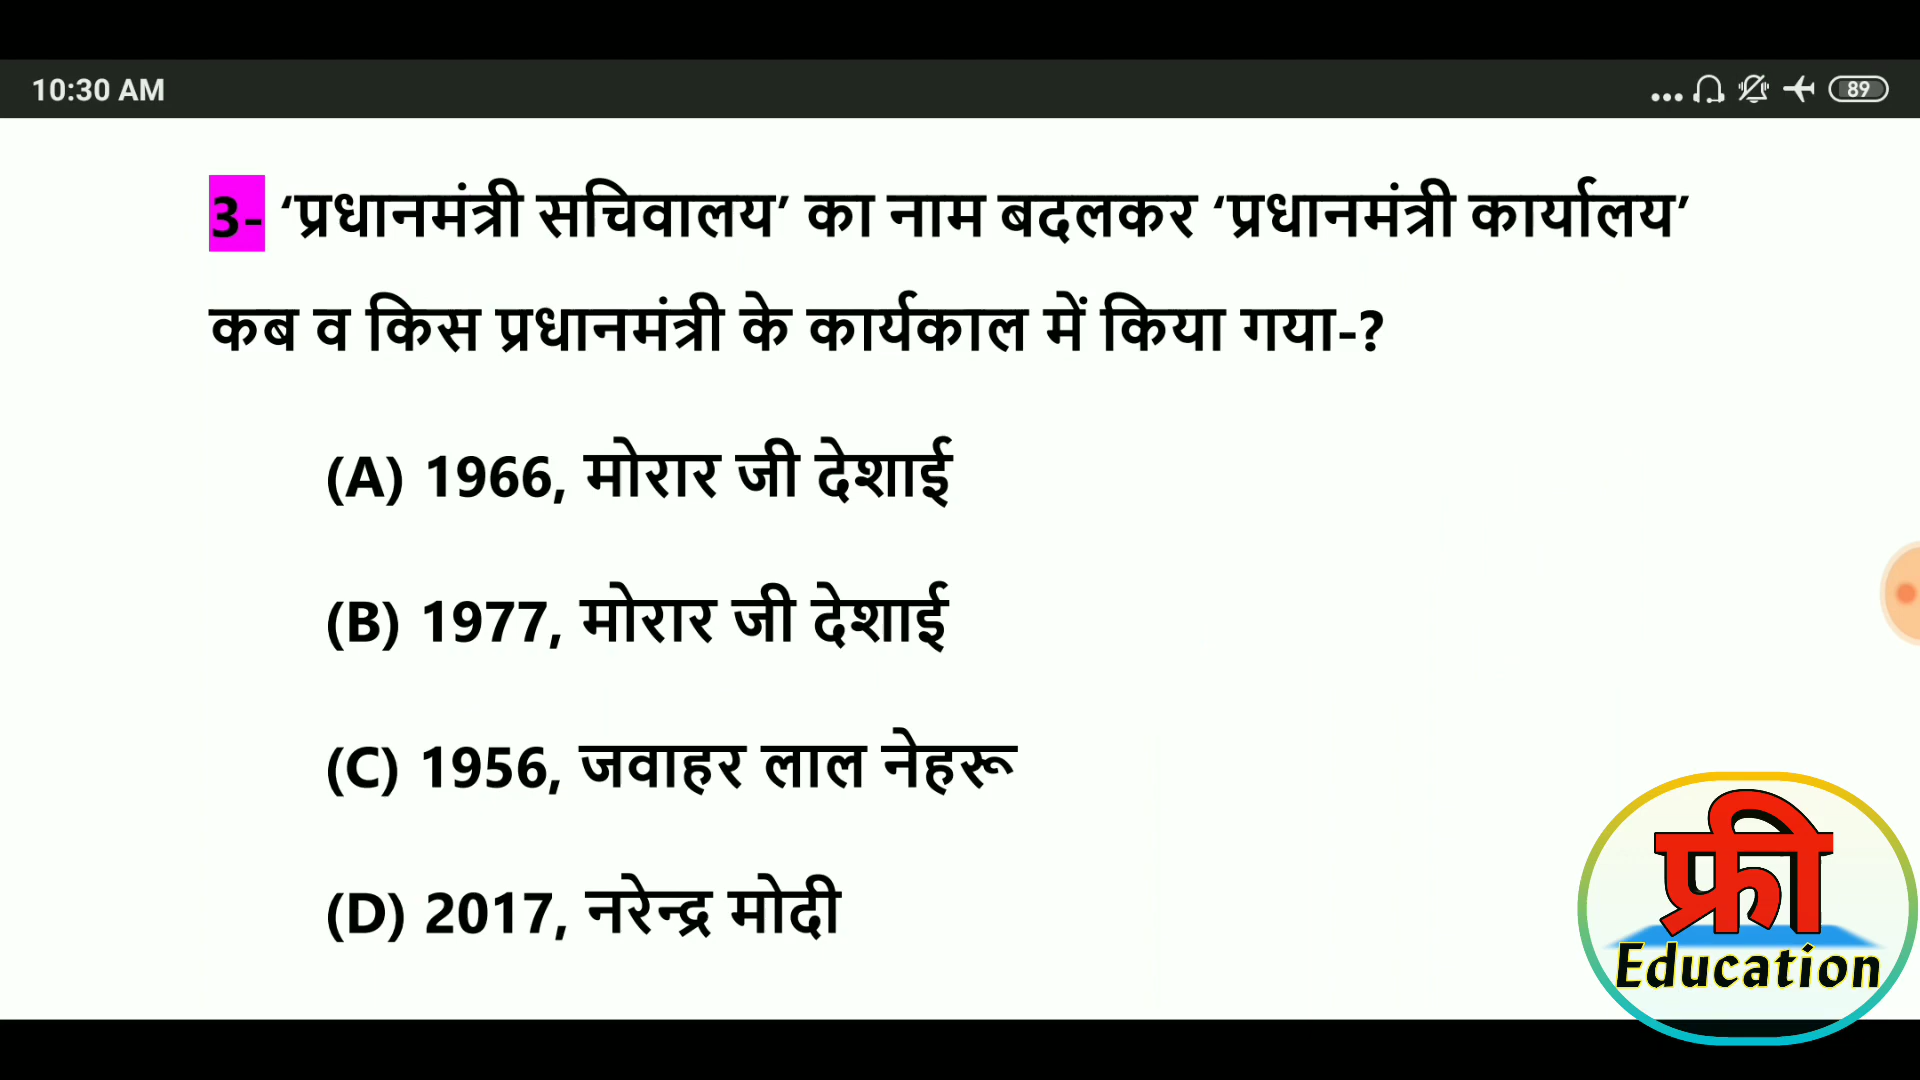 10:30 AM
... 89
3- ‘प्रधानमंत्री सचिवालय’ का नाम बदलकर ‘प्रधानमंत्री कार्यालय’
कब व किस प्रधानमंत्री के कार्यकाल में किया गया-?
(A) 1966, मोरार जी देशाई
(B) 1977, मोरार जी देशाई
(C) 1956, जवाहर लाल नेहरू
(D) 2017, नरेन्द्र मोदी
फ्री
Education